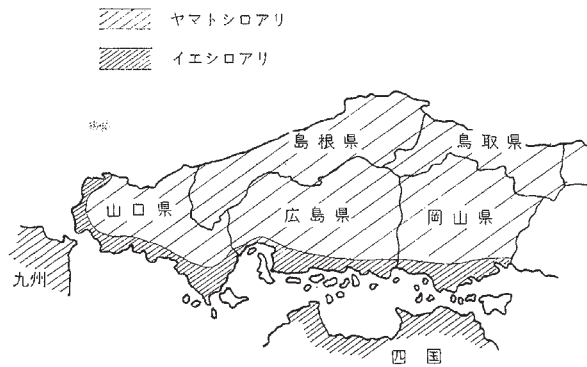 ヤマトシロアリ
イエシロアリ
島根県
鳥取県
山口県
広島県
岡山県
九州
四国